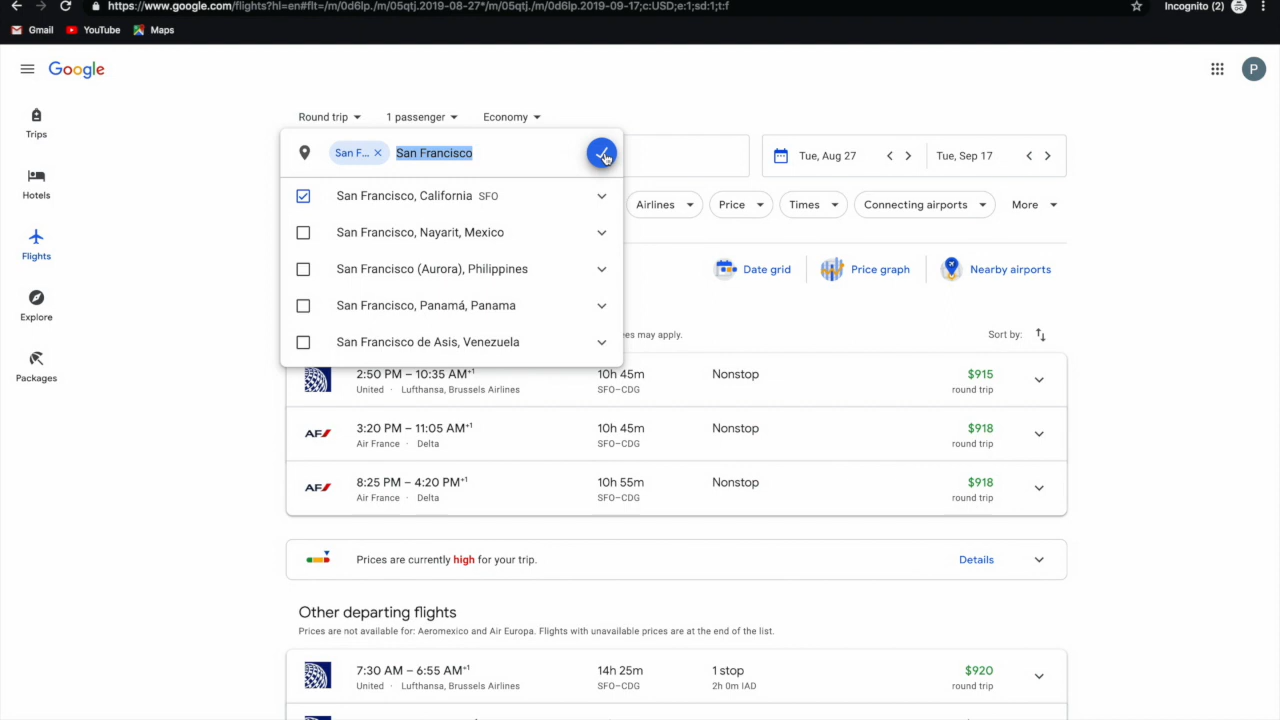 https://www.google.com/flights?hl=en#flt=/m/0d6lp./m/05qtj.2019-08-27*/m/05qtj./m/0d6lp.2019-09-17;c:USD;e:1;sd:1;t:f
Incognito (2)
Gmail YouTube Maps
Google
P
Trips
Hotels
Flights
Explore
Packages
Round trip 1 passenger Economy
San F... San Francisco
Tue, Aug 27 Tue, Sep 17
San Francisco, California SFO
San Francisco, Nayarit, Mexico
San Francisco (Aurora), Philippines
San Francisco, Panamá, Panama
San Francisco de Asis, Venezuela
Airlines Price Times Connecting airports More
Date grid Price graph Nearby airports
may apply.
Sort by:
2:50 PM – 10:35 AM+1 10h 45m Nonstop $915
United · Lufthansa, Brussels Airlines SFO–CDG round trip
AF 3:20 PM – 11:05 AM+1 10h 45m Nonstop $918
Air France · Delta SFO–CDG round trip
AF 8:25 PM – 4:20 PM+1 10h 55m Nonstop $918
Air France · Delta SFO–CDG round trip
Prices are currently high for your trip. Details
Other departing flights
Prices are not available for: Aeromexico and Air Europa. Flights with unavailable prices are at the end of the list.
7:30 AM – 6:55 AM+1 14h 25m 1 stop $920
United · Lufthansa, Brussels Airlines SFO–CDG 2h 0m IAD round trip